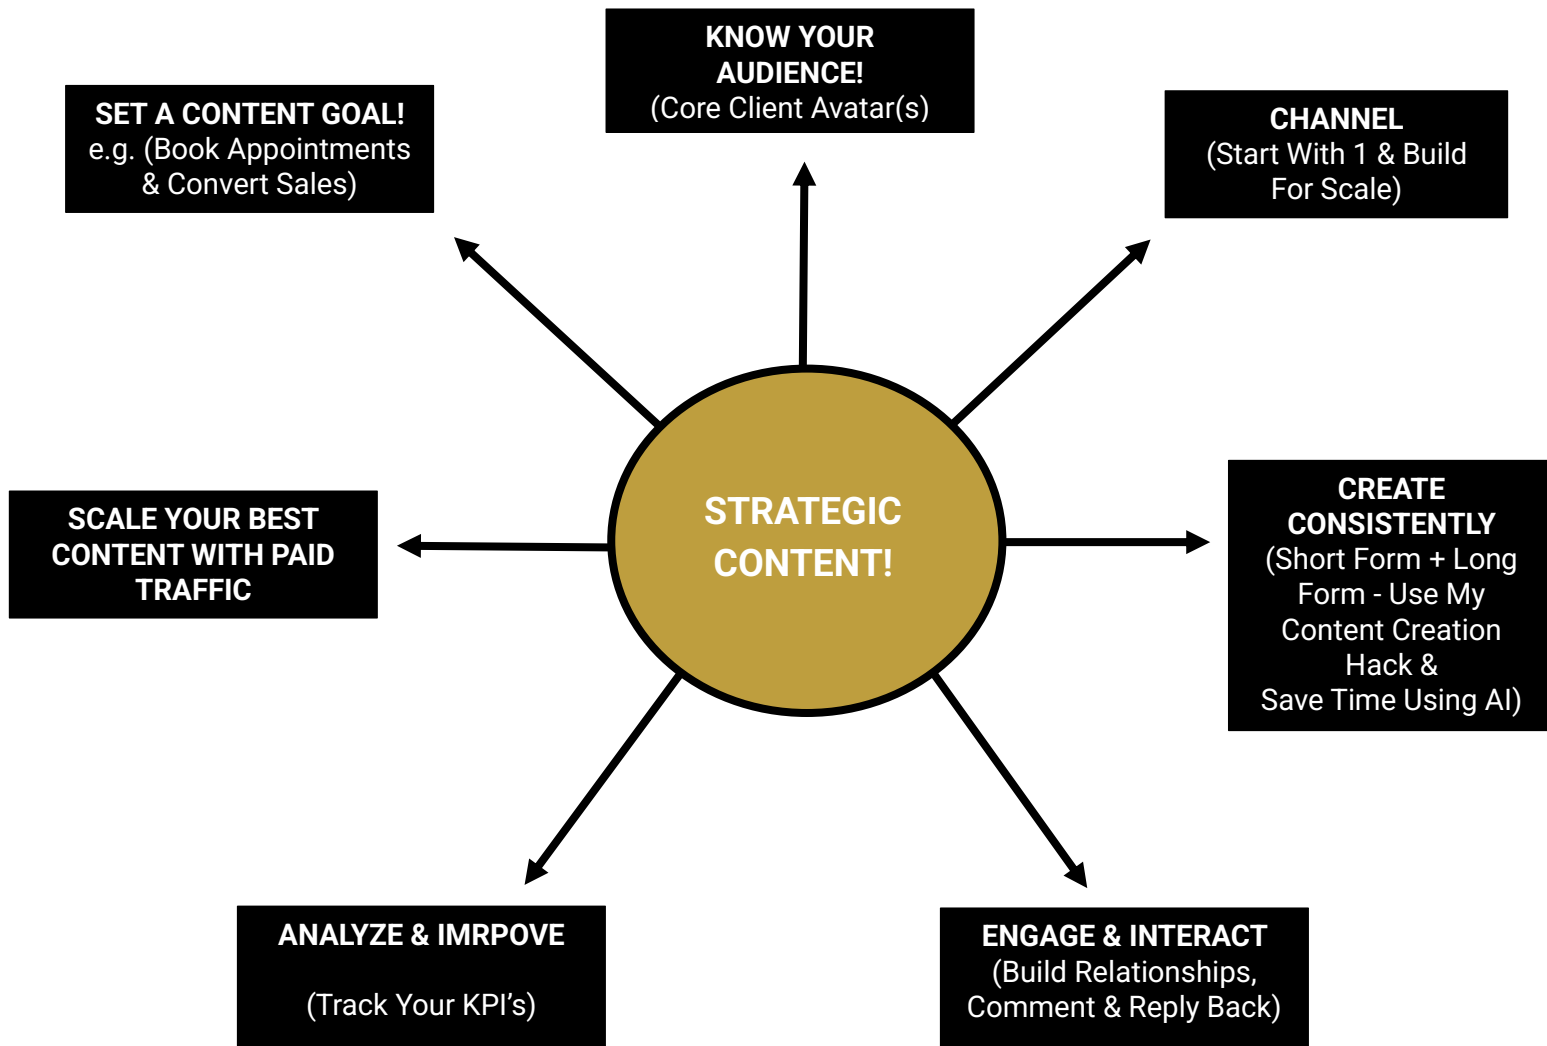 KNOW YOUR
AUDIENCE!
(Core Client Avatar(s)
SET A CONTENT GOAL!
e.g. (Book Appointments
& Convert Sales)
CHANNEL
(Start With 1 & Build
For Scale)
STRATEGIC
CONTENT!
CREATE
CONSISTENTLY
(Short Form + Long
Form - Use My
Content Creation
Hack &
Save Time Using AI)
SCALE YOUR BEST
CONTENT WITH PAID
TRAFFIC
ANALYZE & IMRPOVE
(Track Your KPI’s)
ENGAGE & INTERACT
(Build Relationships,
Comment & Reply Back)